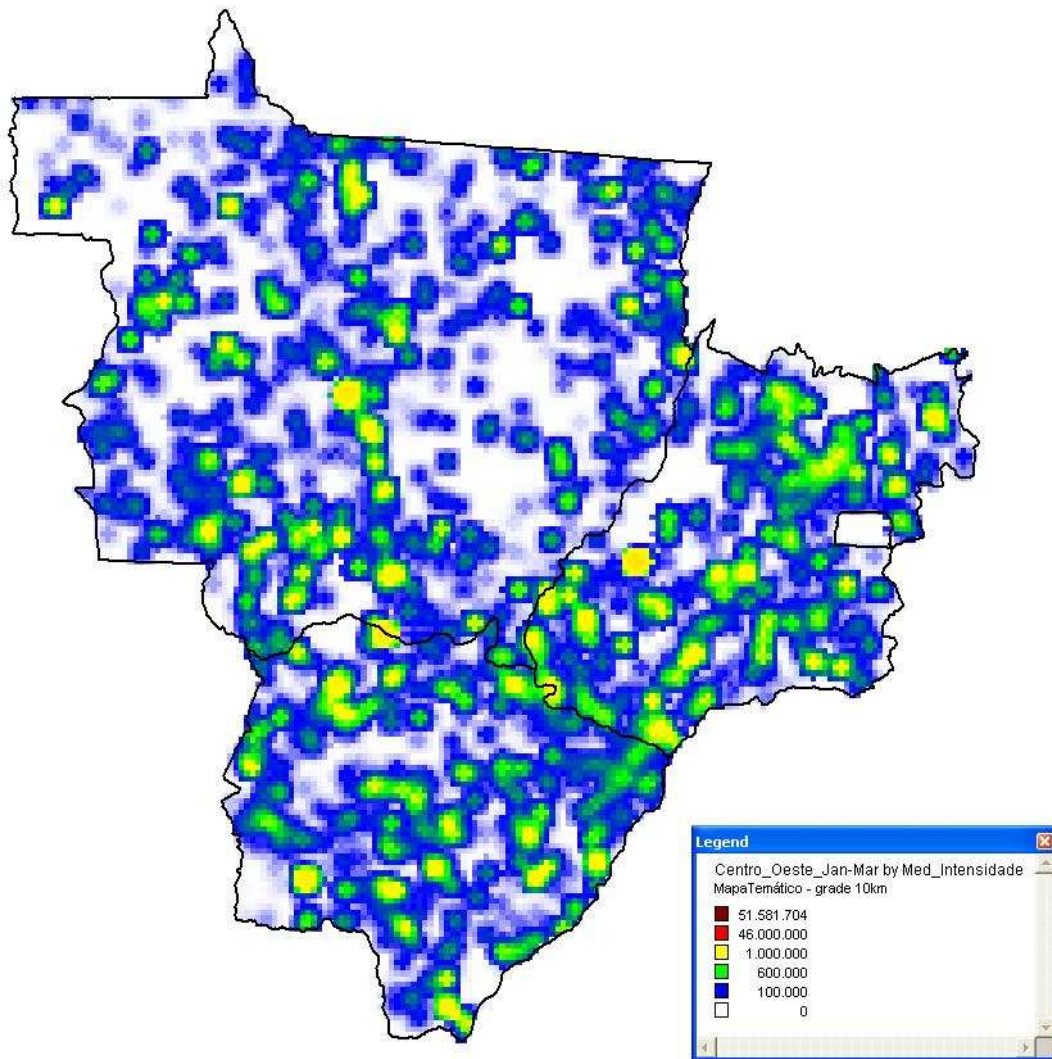 Legend
Centro_Oeste_Jan-Mar by Med_Intensidade
MapaTemático - grade 10km
51.581.704
46.000.000
1.000.000
600.000
100.000
0